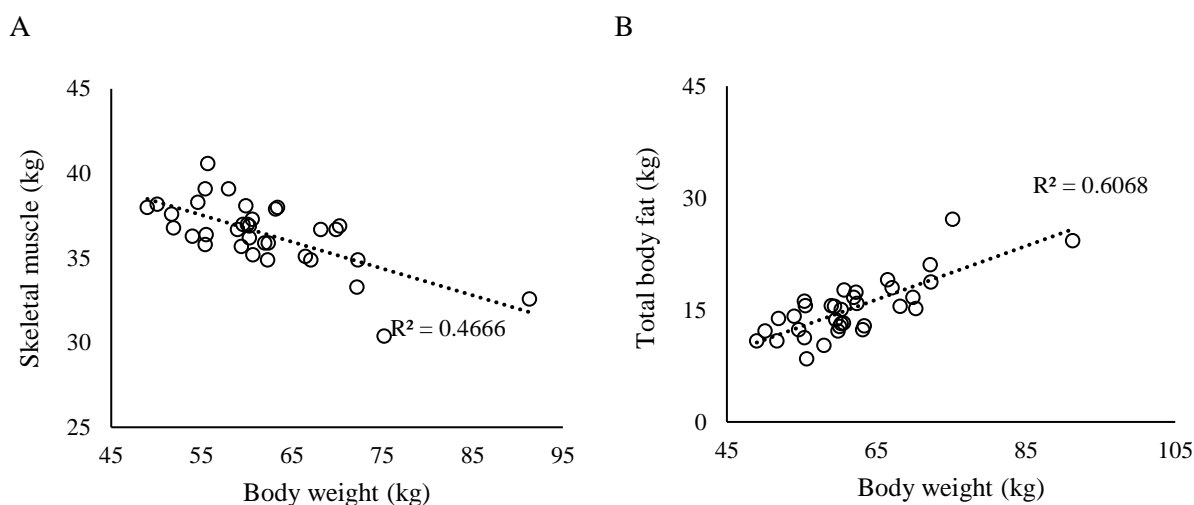 A
45
40
35
30
25
Skeletal muscle (kg)
R² = 0.4666
45 55 65 75 85 95
Body weight (kg)
B
45
30
15
0
Total body fat (kg)
R² = 0.6068
45 65 85 105
Body weight (kg)